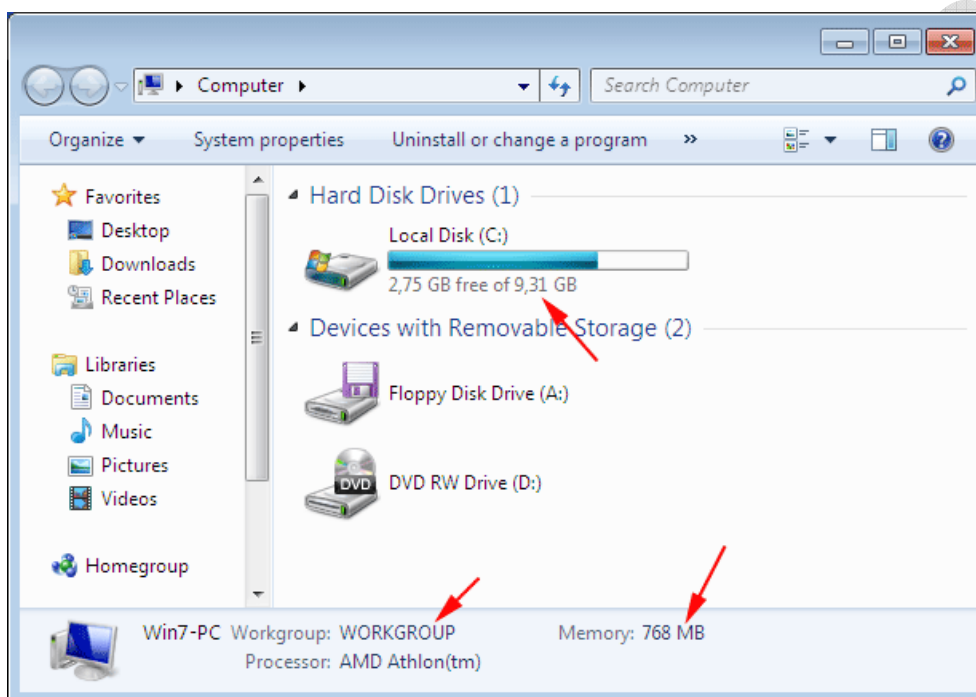 Computer
Search Computer
Organize System properties Uninstall or change a program »
Favorites
Desktop
Downloads
Recent Places
Libraries
Documents
Music
Pictures
Videos
Homegroup
Hard Disk Drives (1)
Local Disk (C:)
2,75 GB free of 9,31 GB
Devices with Removable Storage (2)
Floppy Disk Drive (A:)
DVD
DVD RW Drive (D:)
Win7-PC Workgroup: WORKGROUP Memory: 768 MB
Processor: AMD Athlon(tm)